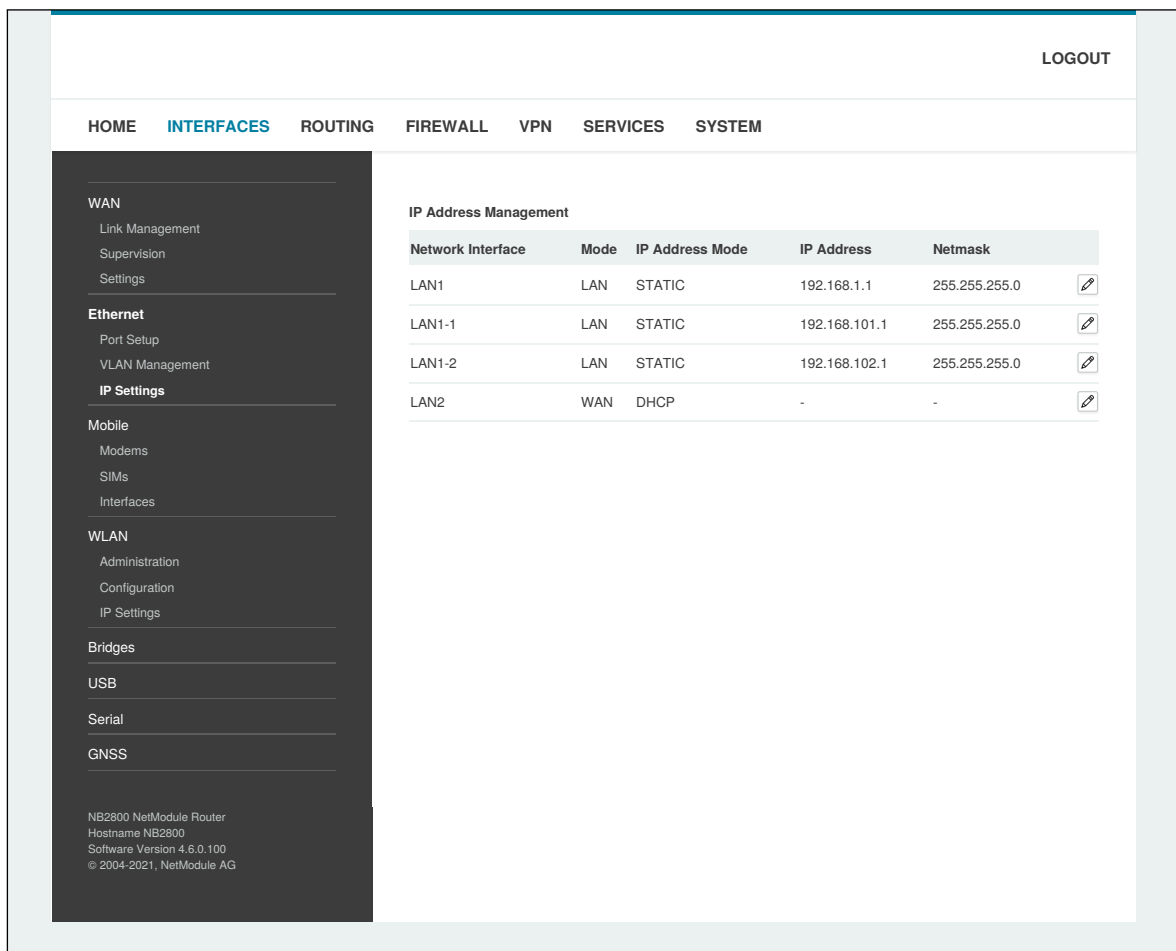 LOGOUT
HOME INTERFACES ROUTING FIREWALL VPN SERVICES SYSTEM
WAN
Link Management
Supervision
Settings
Ethernet
Port Setup
VLAN Management
IP Settings
Mobile
Modems
SIMs
Interfaces
WLAN
Administration
Configuration
IP Settings
Bridges
USB
Serial
GNSS
NB2800 NetModule Router
Hostname NB2800
Software Version 4.6.0.100
© 2004-2021, NetModule AG
IP Address Management
Network Interface Mode IP Address Mode IP Address Netmask
LAN1 LAN STATIC 192.168.1.1 255.255.255.0
LAN1-1 LAN STATIC 192.168.101.1 255.255.255.0
LAN1-2 LAN STATIC 192.168.102.1 255.255.255.0
LAN2 WAN DHCP - -